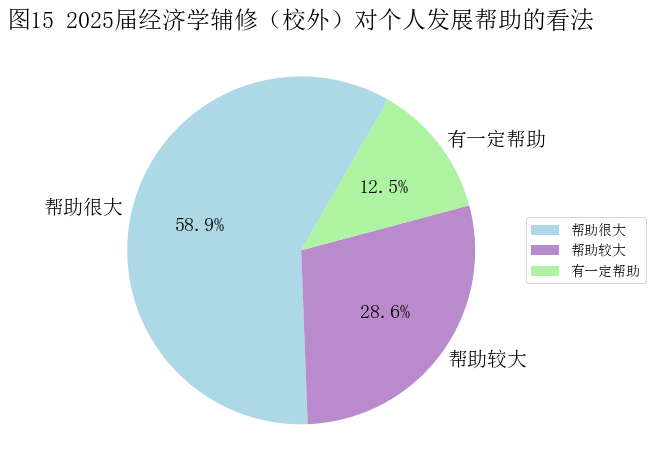 图15 2025届经济学辅修（校外）对个人发展帮助的看法
有一定帮助
12.5%
帮助很大
58.9%
28.6%
帮助较大
帮助很大
帮助较大
有一定帮助